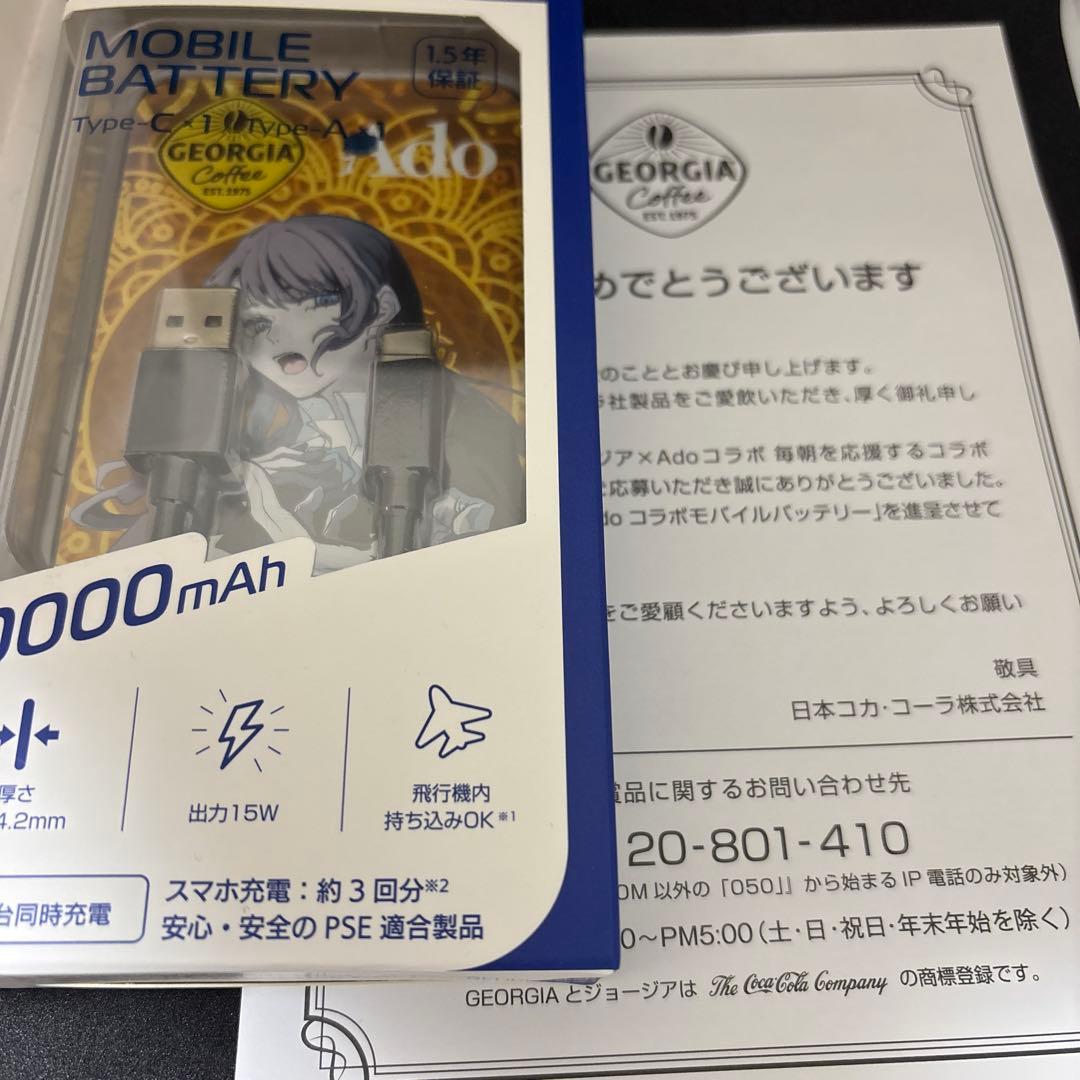 MOBILE
BATTERY
1.5年
保証
Type-C×1 Type-A×1
GEORGIA
Coffee
EST.1975
Ado
0000mAh
厚さ
4.2mm
出力15W
飛行機内
持ち込みOK※1
台同時充電
スマホ充電：約3回分※2
安心・安全のPSE適合製品
GEORGIA
Coffee
EST.1975
めでとうございます
のこととお慶び申し上げます。
社製品をご愛飲いただき、厚く御礼申し
ジア×Adoコラボ 毎朝を応援するコラボ
ご応募いただき誠にありがとうございました。
do コラボモバイルバッテリー」を進呈させて
をご愛顧くださいますよう、よろしくお願い
敬具
日本コカ・コーラ株式会社
賞品に関するお問い合わせ先
20-801-410
OM以外の「050」」から始まるIP電話のみ対象外)
0～PM5:00(土・日・祝日・年末年始を除く)
GEORGIAとジョージアは The Coca-Cola Company の商標登録です。